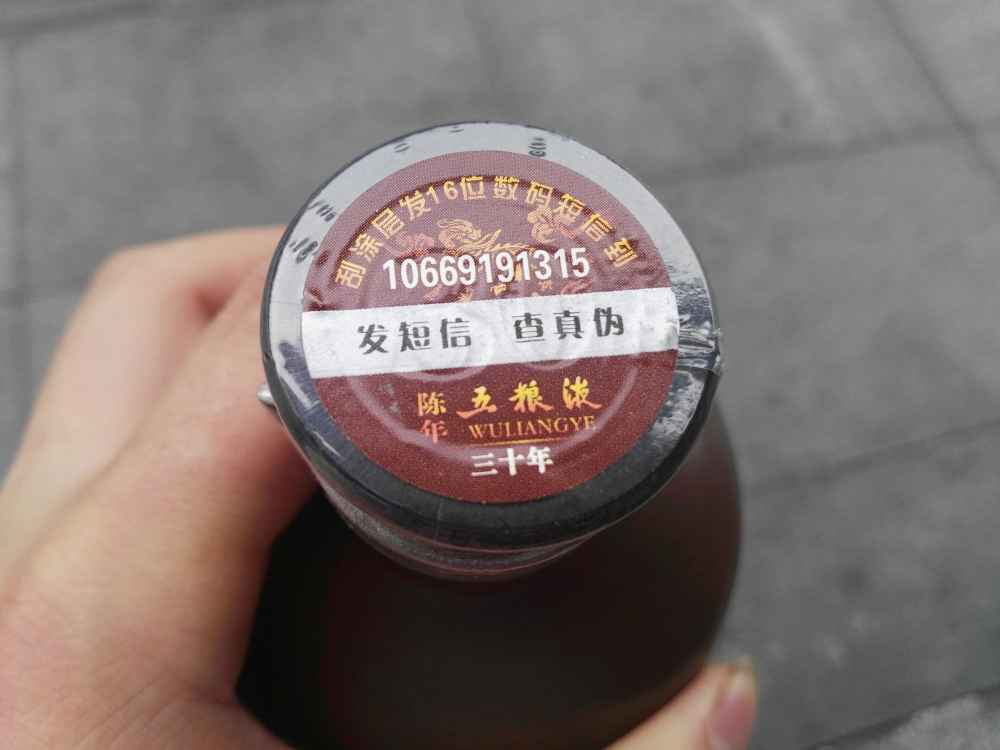 刮涂层发16位数码短信到
10669191315
发短信 查真伪
陈年 五粮液
WULIANGYE
三十年